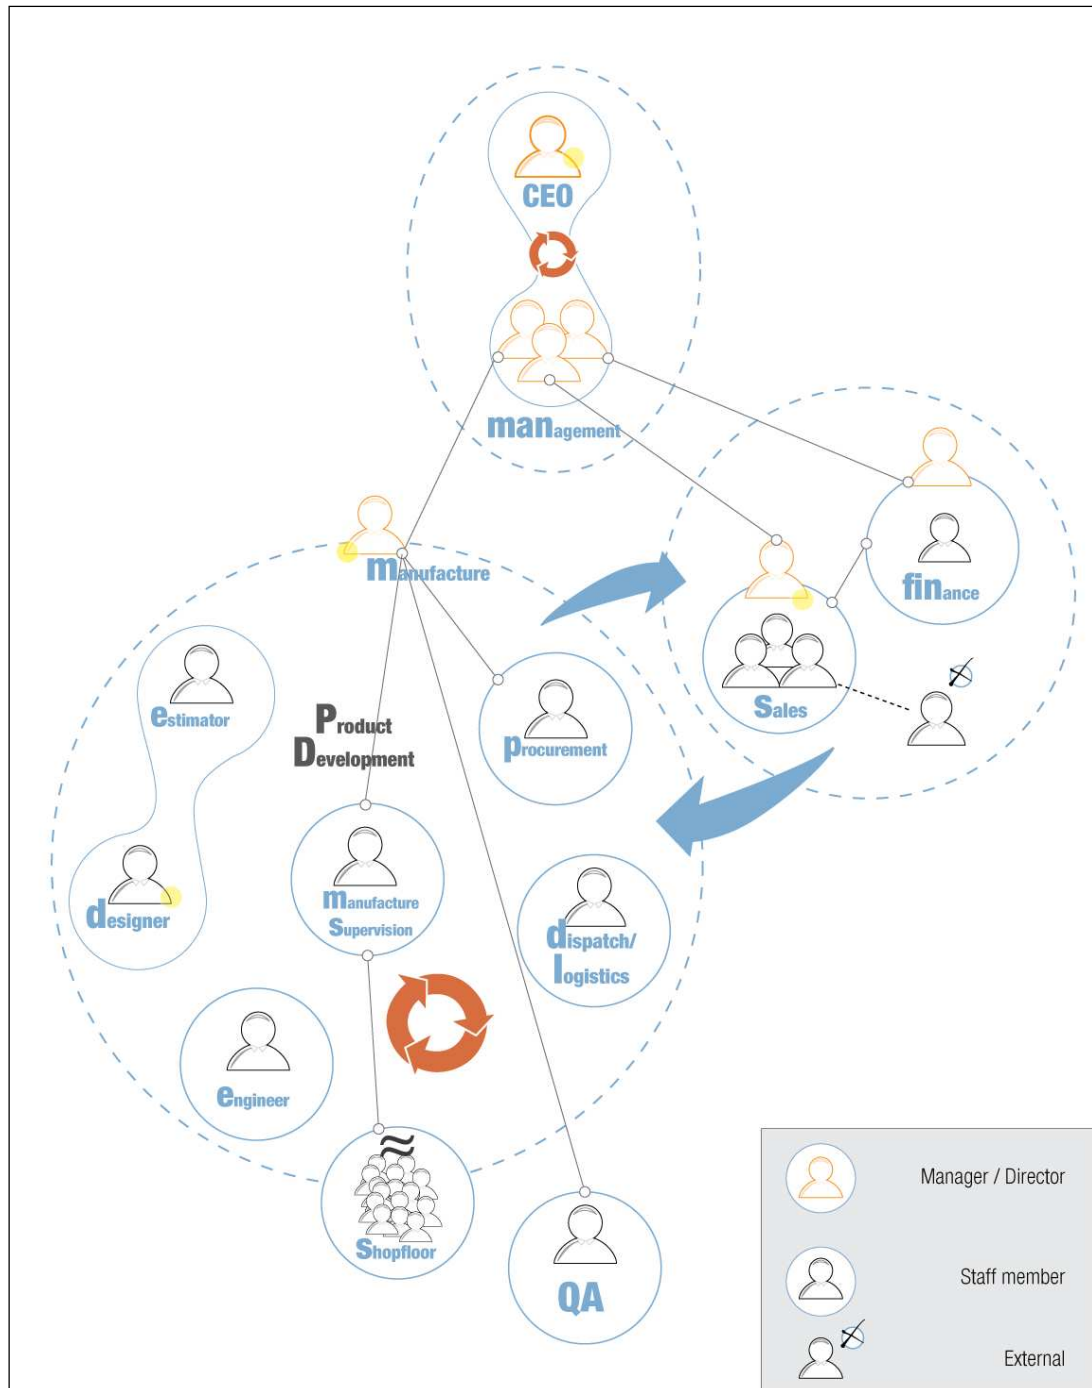 CEO
management
manufacture
finance
estimator
Product
Development
procurement
Sales
designer
manufacture
Supervision
dispatch/
logistics
engineer
Shopfloor
QA
Manager / Director
Staff member
External